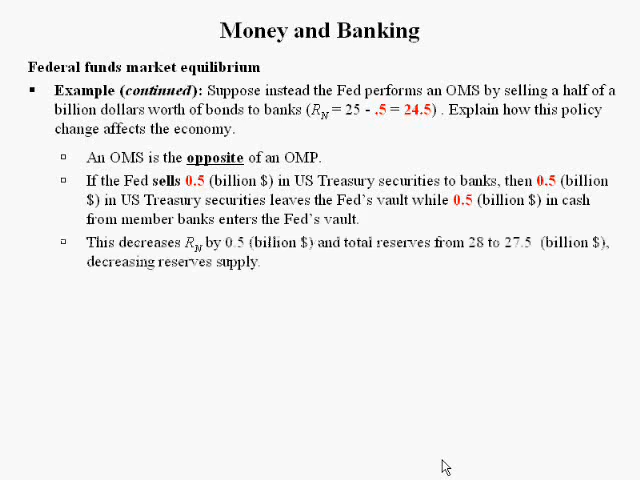 Money and Banking
Federal funds market equilibrium
▪ Example (continued): Suppose instead the Fed performs an OMS by selling a half of a
billion dollars worth of bonds to banks (R_N = 25 - .5 = 24.5) . Explain how this policy
change affects the economy.
▫ An OMS is the opposite of an OMP.
▫ If the Fed sells 0.5 (billion $) in US Treasury securities to banks, then 0.5 (billion
$) in US Treasury securities leaves the Fed's vault while 0.5 (billion $) in cash
from member banks enters the Fed's vault.
▫ This decreases R_N by 0.5 (billion $) and total reserves from 28 to 27.5 (billion $),
decreasing reserves supply.